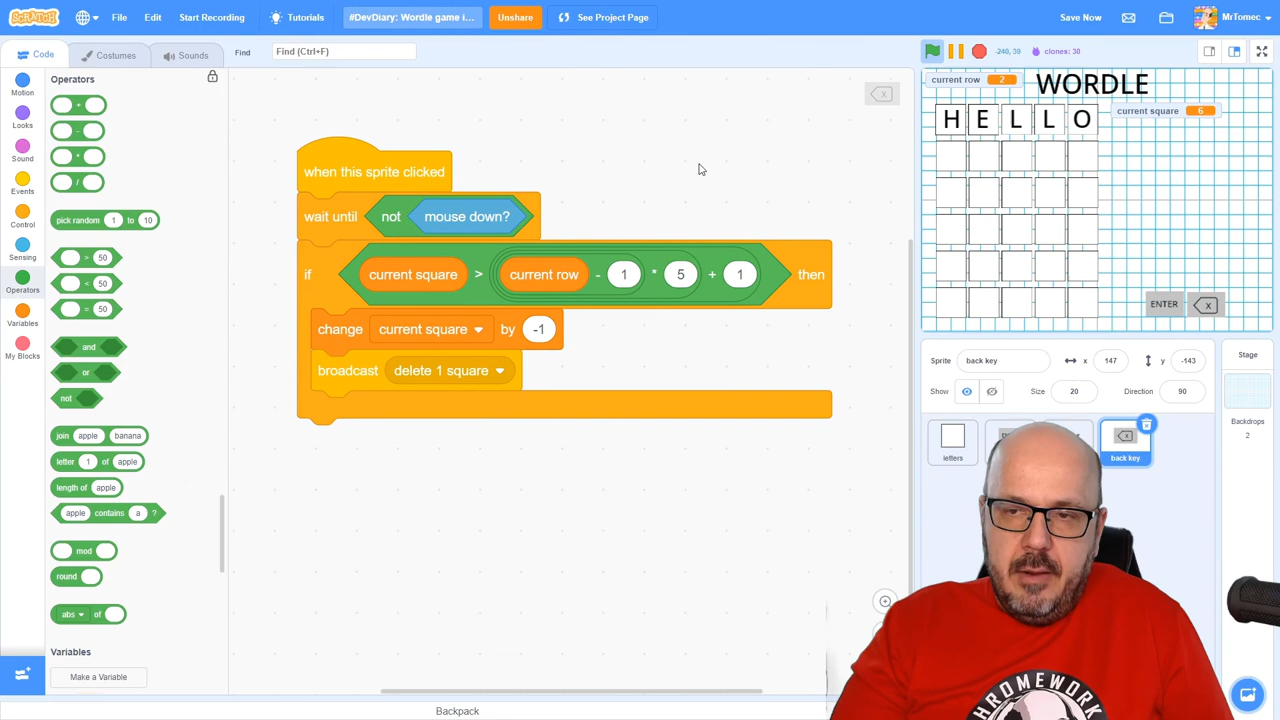 SCRATCH
File
Edit
Start Recording
Tutorials
#DevDiary: Wordle game i...
Unshare
See Project Page
Save Now
MrTomec
Code
Costumes
Sounds
Find
Find (Ctrl+F)
-240, 39
clones: 30
Motion
Looks
Sound
Events
Control
Sensing
Operators
Variables
My Blocks
Operators
+
-
*
/
pick random 1 to 10
> 50
< 50
= 50
and
or
not
join apple banana
letter 1 of apple
length of apple
apple contains a ?
mod
round
abs of
Variables
Make a Variable
when this sprite clicked
wait until not mouse down?
if current square > current row - 1 * 5 + 1 then
change current square by -1
broadcast delete 1 square
x
current row 2
WORDLE
current square 6
H E L L O
ENTER
x
Sprite
back key
x
147
y
-143
Show
Size
20
Direction
90
Stage
Backdrops
2
letters
back key
Backpack